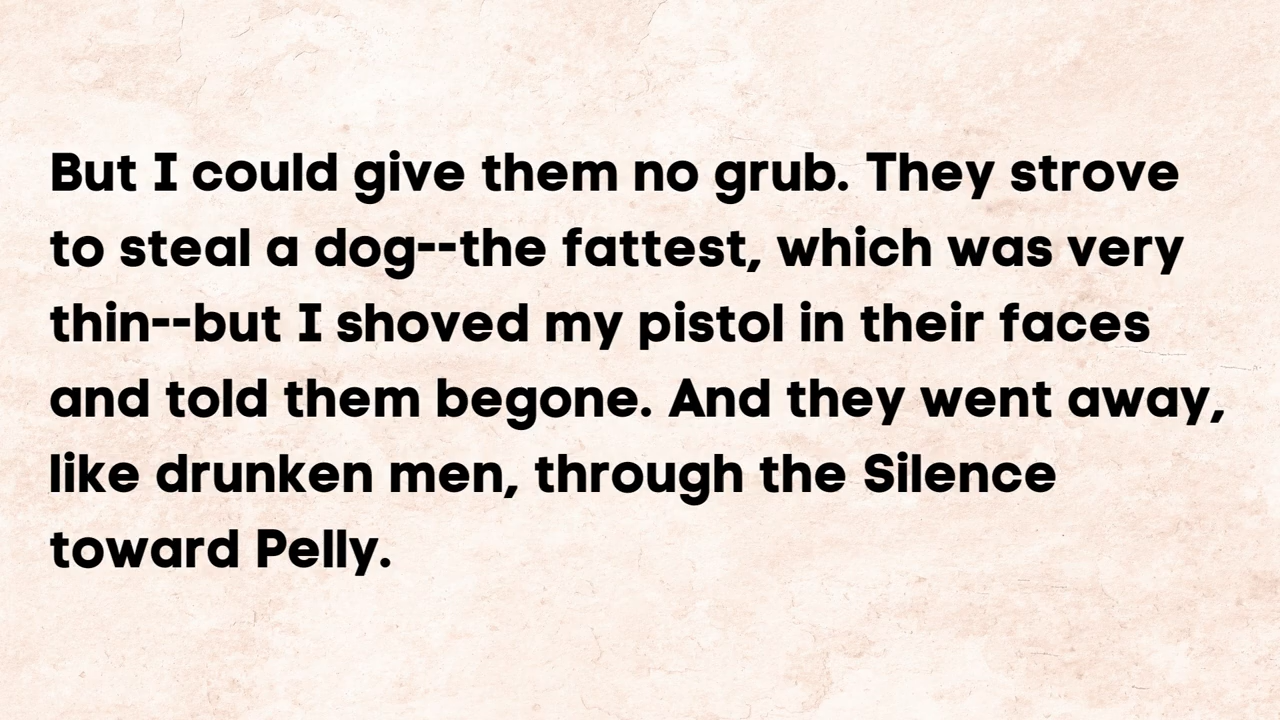 But I could give them no grub. They strove
to steal a dog--the fattest, which was very
thin--but I shoved my pistol in their faces
and told them begone. And they went away,
like drunken men, through the Silence
toward Pelly.